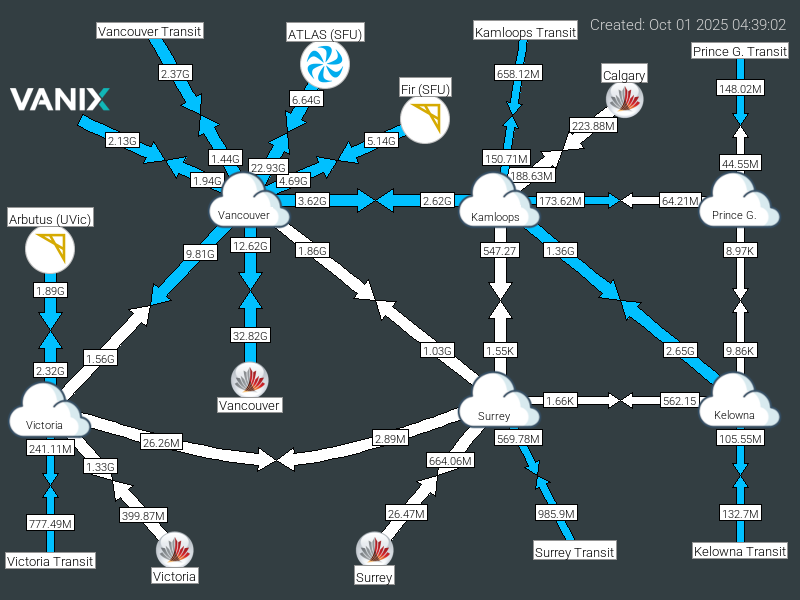 Created: Oct 01 2025 04:39:02
Vancouver Transit
ATLAS (SFU)
Kamloops Transit
Prince G. Transit
2.37G
658.12M
Calgary
148.02M
Fir (SFU)
VANIX
6.64G
223.88M
2.13G
5.14G
1.44G
150.71M
44.55M
22.93G
188.63M
1.94G
4.69G
3.62G
2.62G
173.62M
64.21M
Vancouver
Kamloops
Prince G.
Arbutus (UVic)
9.81G
12.62G
1.86G
547.27
1.36G
8.97K
1.89G
32.82G
1.56G
1.03G
1.55K
2.65G
9.86K
2.32G
Vancouver
1.66K
562.15
Victoria
Surrey
Kelowna
241.11M
26.26M
2.89M
569.78M
105.55M
1.33G
664.06M
777.49M
399.87M
26.47M
985.9M
132.7M
Victoria Transit
Victoria
Surrey
Surrey Transit
Kelowna Transit